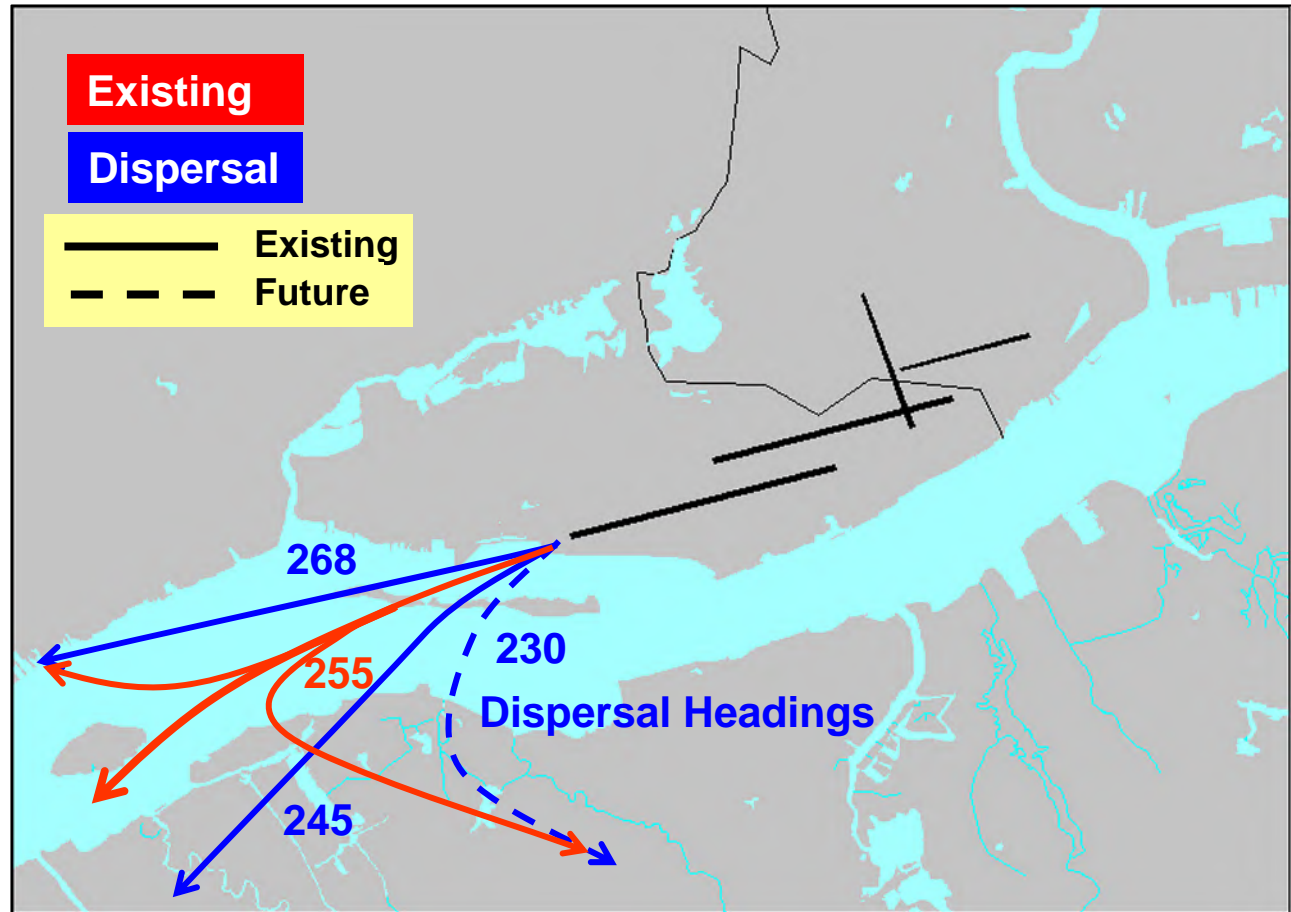 Existing
Dispersal
Existing
Future
268
255
230
Dispersal Headings
245